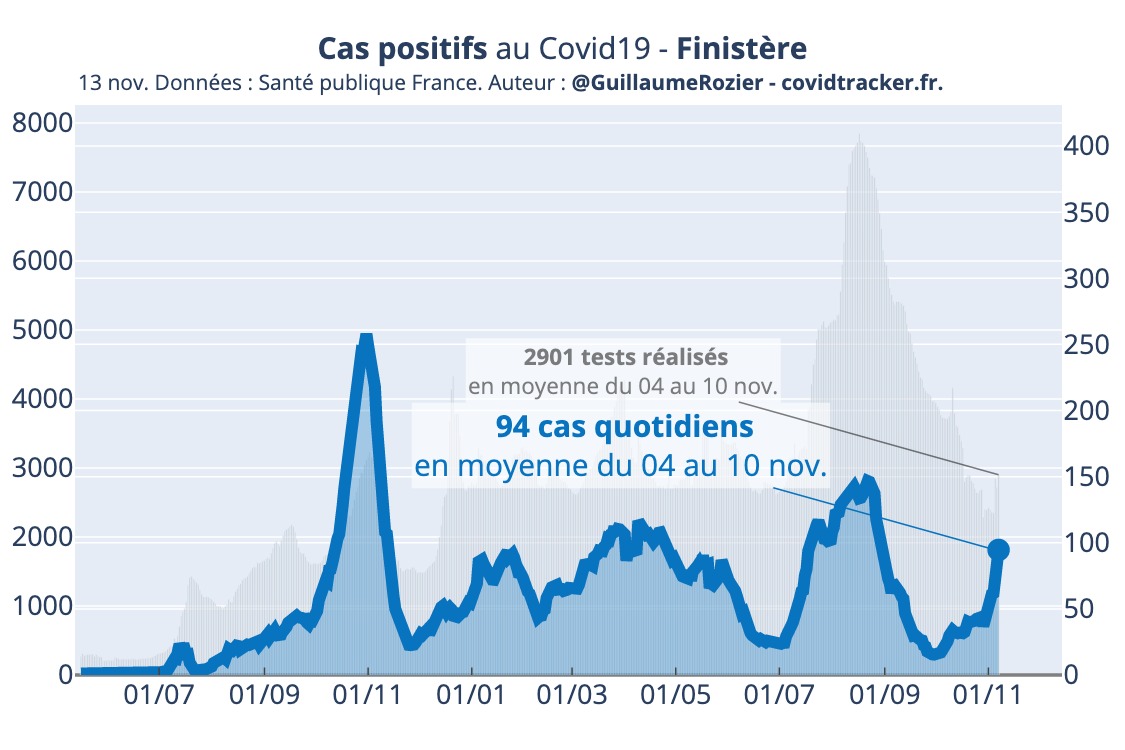 Cas positifs au Covid19 - Finistère
13 nov. Données : Santé publique France. Auteur : @GuillaumeRozier - covidtracker.fr.
8000
7000
6000
5000
4000
3000
2000
1000
0
400
350
300
250
200
150
100
50
0
2901 tests réalisés
en moyenne du 04 au 10 nov.
94 cas quotidiens
en moyenne du 04 au 10 nov.
01/07 01/09 01/11 01/01 01/03 01/05 01/07 01/09 01/11